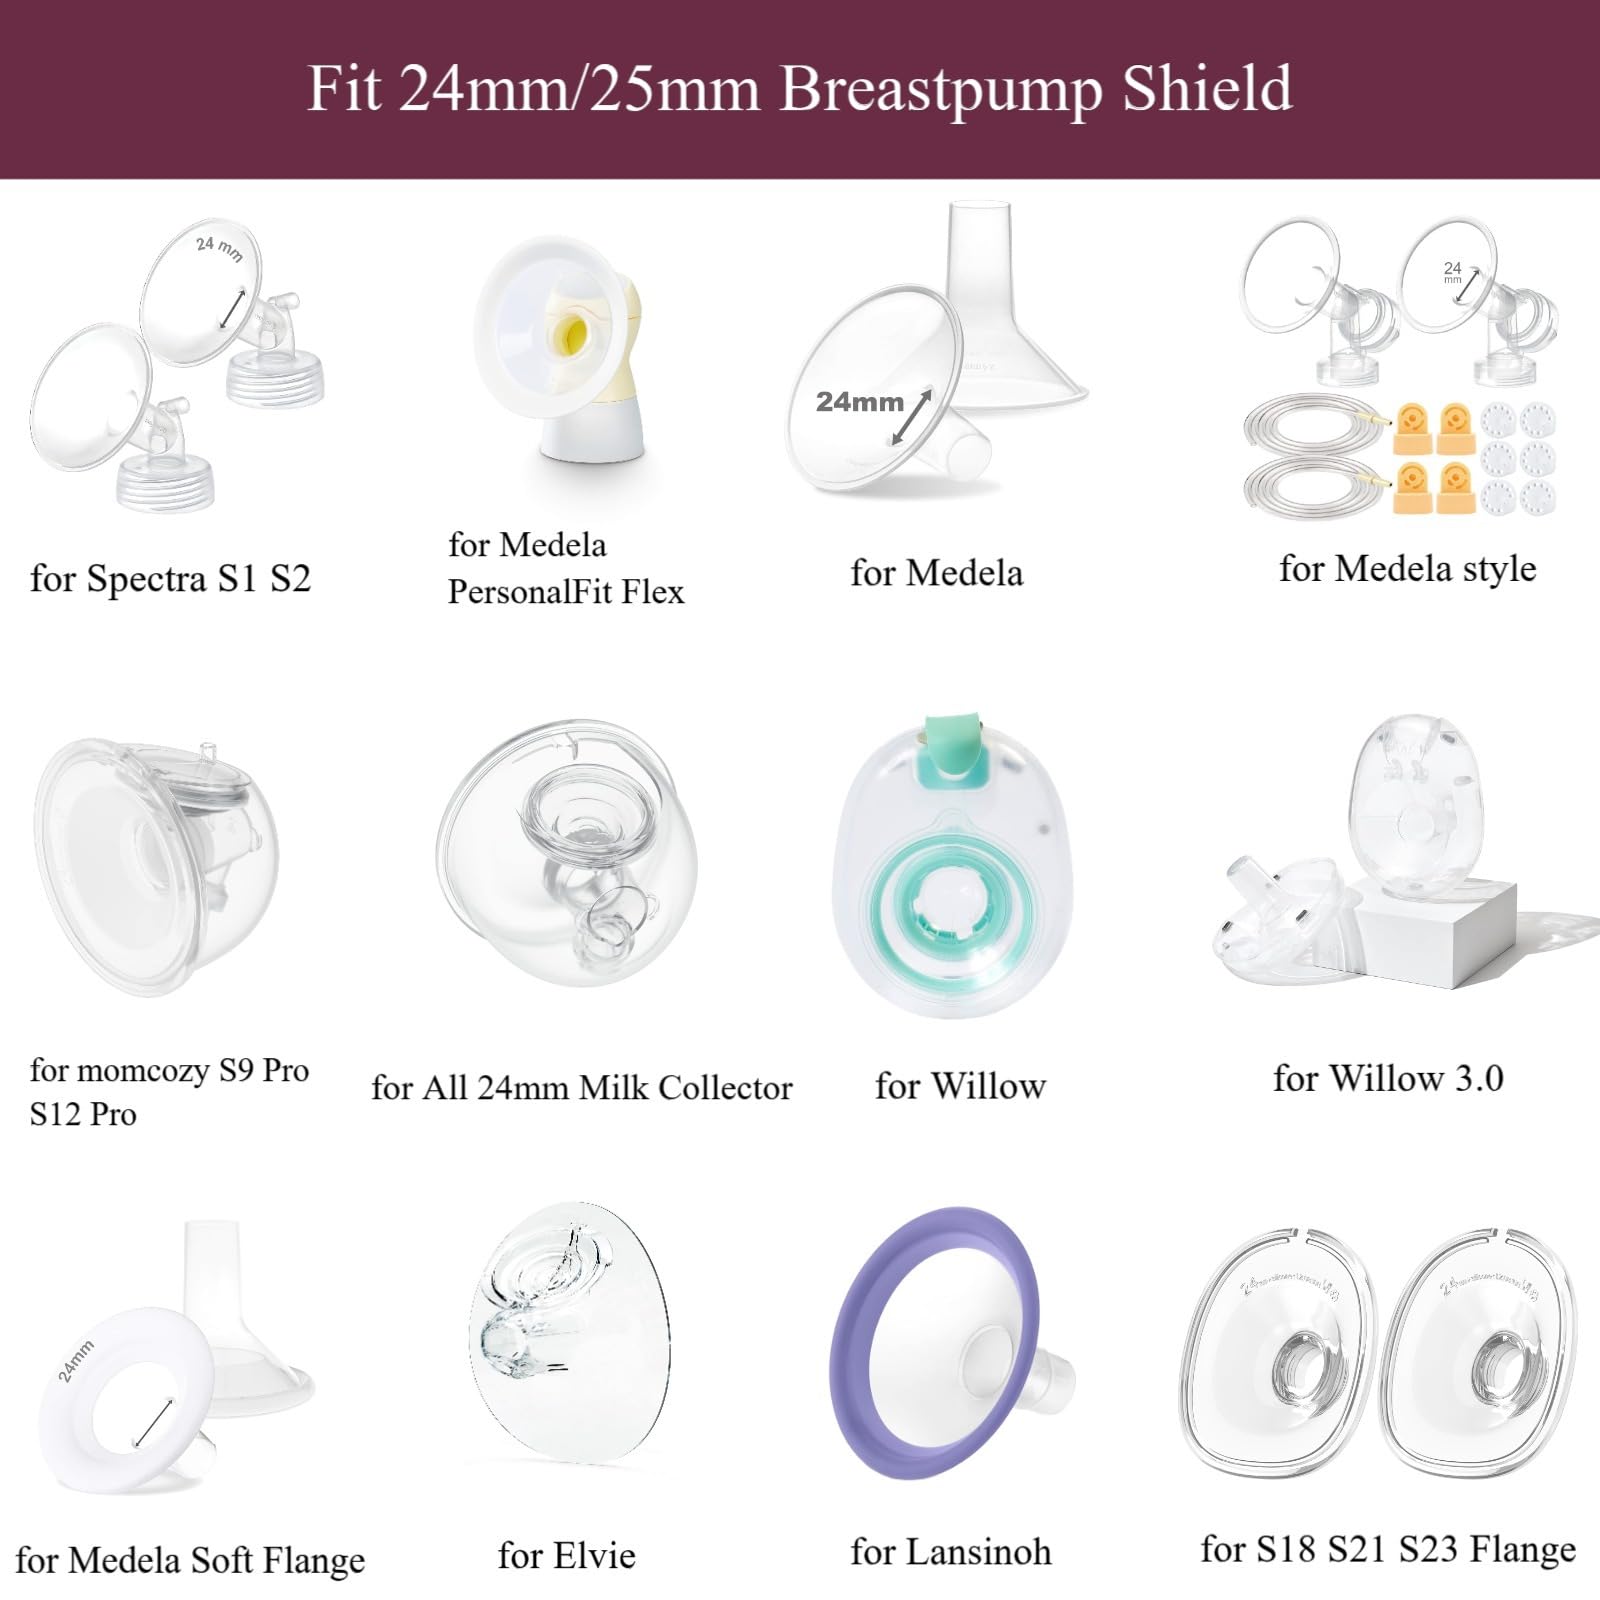 Fit 24mm/25mm Breastpump Shield
24 mm
24mm
24
mm
for Spectra S1 S2
for Medela
PersonalFit Flex
for Medela
for Medela style
for momcozy S9 Pro
S12 Pro
for All 24mm Milk Collector
for Willow
for Willow 3.0
24mm
24
24
for Medela Soft Flange
for Elvie
for Lansinoh
for S18 S21 S23 Flange